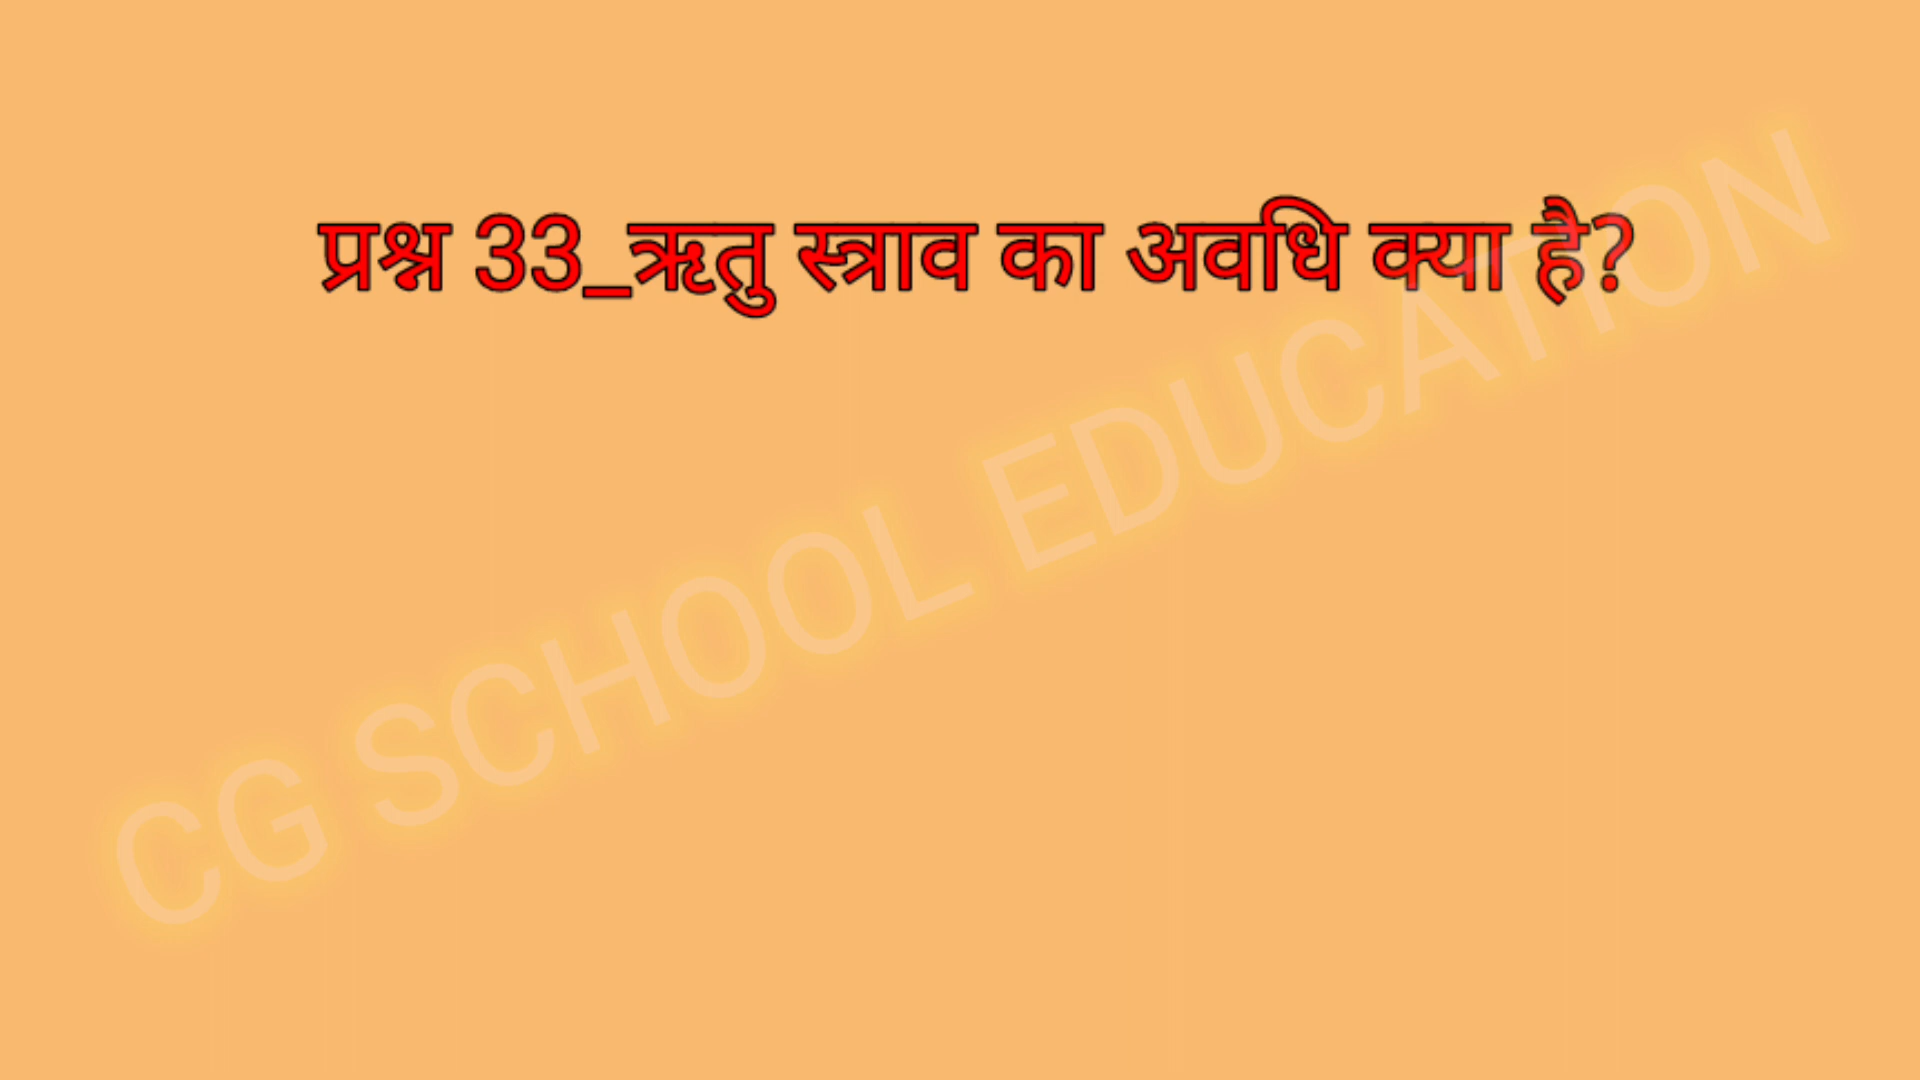 प्रश्न 33_ऋतु स्त्राव का अवधि क्या है?
CG SCHOOL EDUCATION